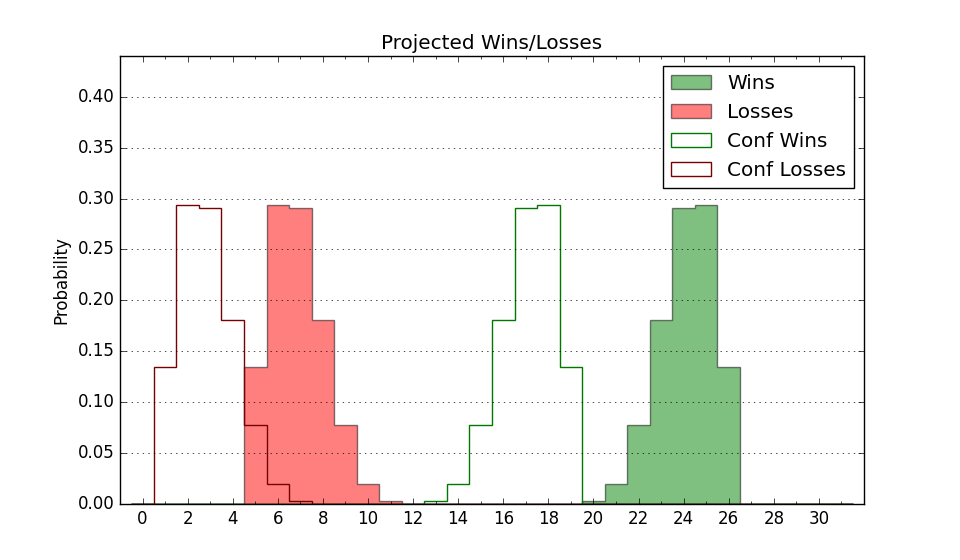 Projected Wins/Losses
Wins
Losses
Conf Wins
Conf Losses
Probability
0.40
0.35
0.30
0.25
0.20
0.15
0.10
0.05
0.00
0 2 4 6 8 10 12 14 16 18 20 22 24 26 28 30